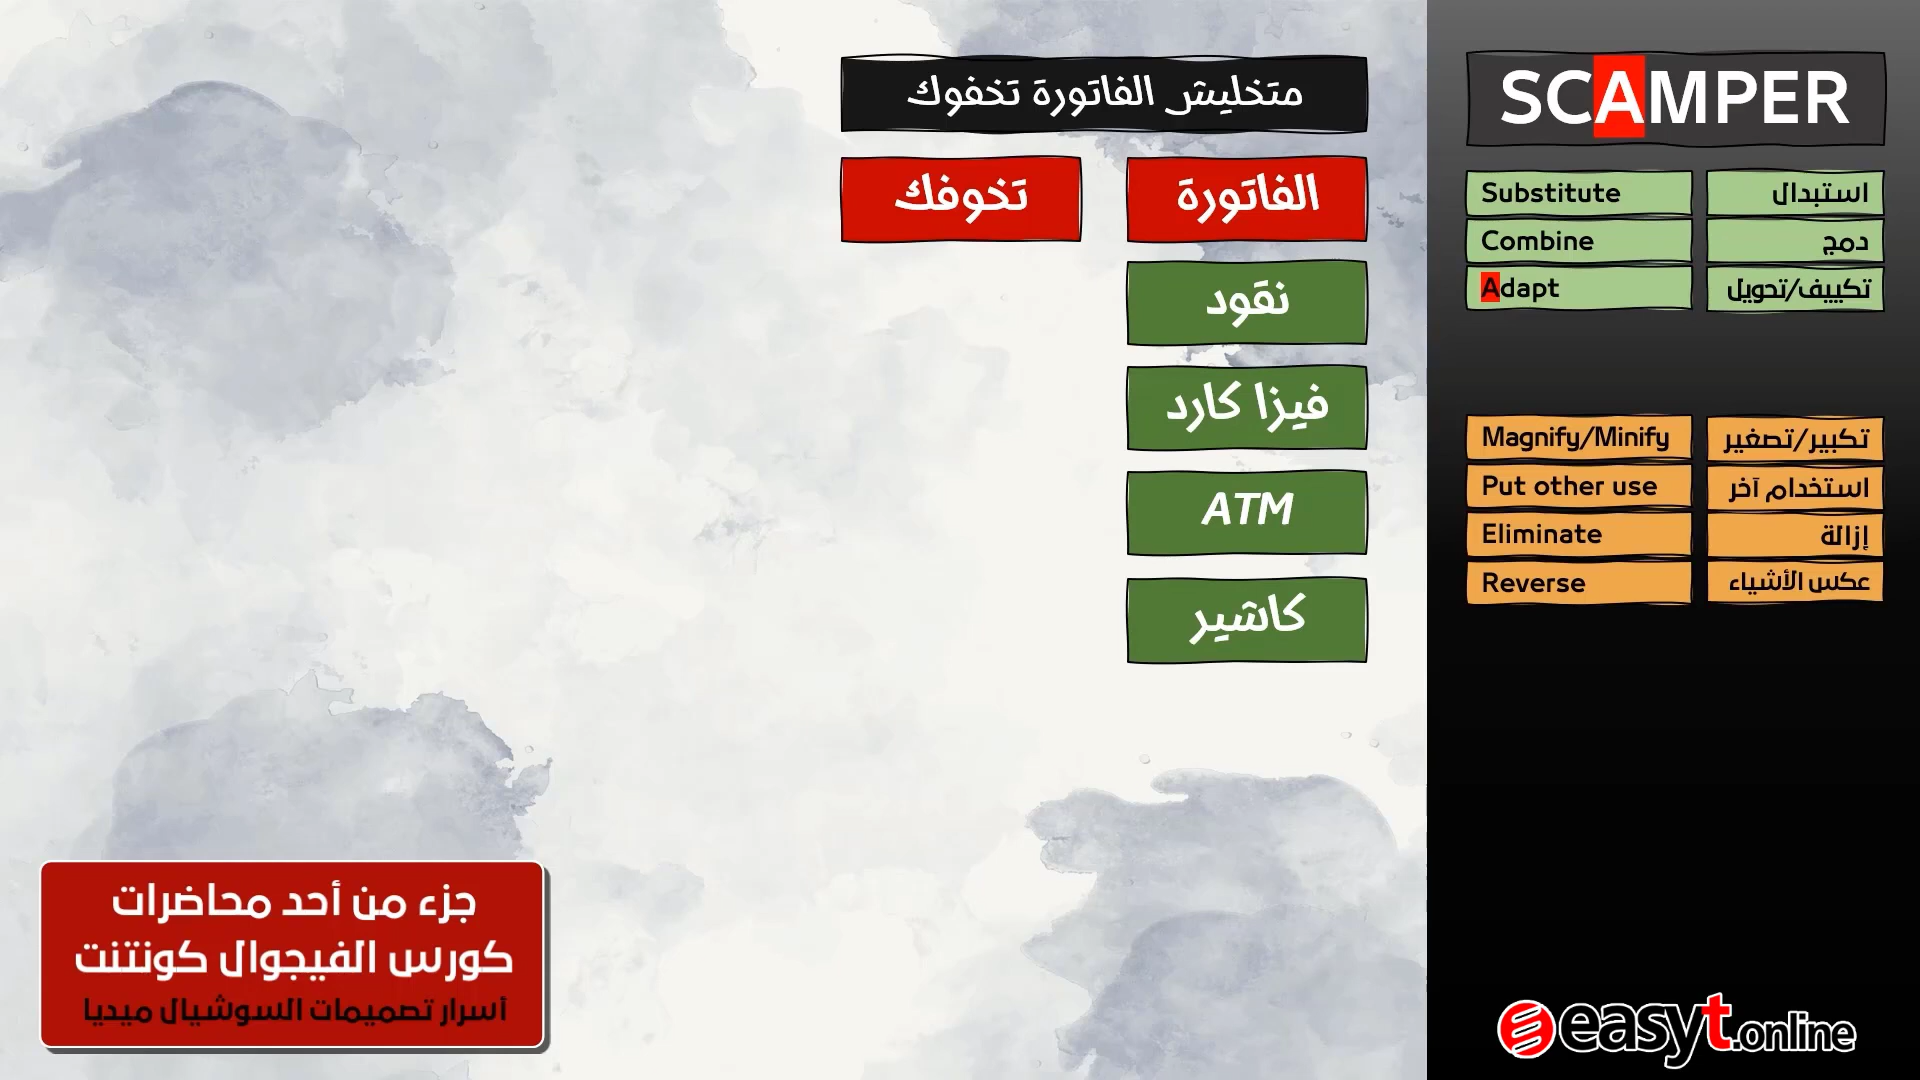 متخليش الفاتورة تخفوك
الفاتورة
تخوفك
نقود
فيزا كارد
ATM
كاشير
SCAMPER
Substitute استبدال
Combine دمج
Adapt تكييف/تحويل
Magnify/Minify تكبير/تصغير
Put other use استخدام آخر
Eliminate إزالة
Reverse عكس الأشياء
جزء من أحد محاضرات
كورس الفيجوال كونتنت
أسرار تصميمات السوشيال ميديا
easyt.online